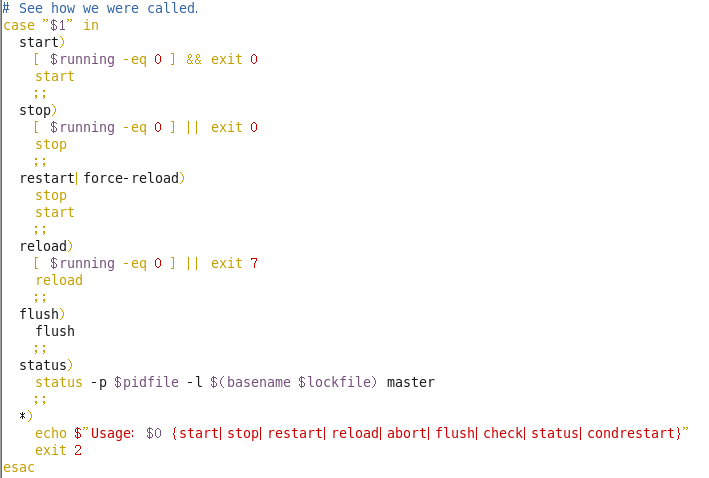 # See how we were called.
case "$1" in
start)
[ $running -eq 0 ] && exit 0
start
;;
stop)
[ $running -eq 0 ] || exit 0
stop
;;
restart|force-reload)
stop
start
;;
reload)
[ $running -eq 0 ] || exit 7
reload
;;
flush)
flush
;;
status)
status -p $pidfile -l $(basename $lockfile) master
;;
*)
echo $"Usage: $0 {start|stop|restart|reload|abort|flush|check|status|condrestart}"
exit 2
esac